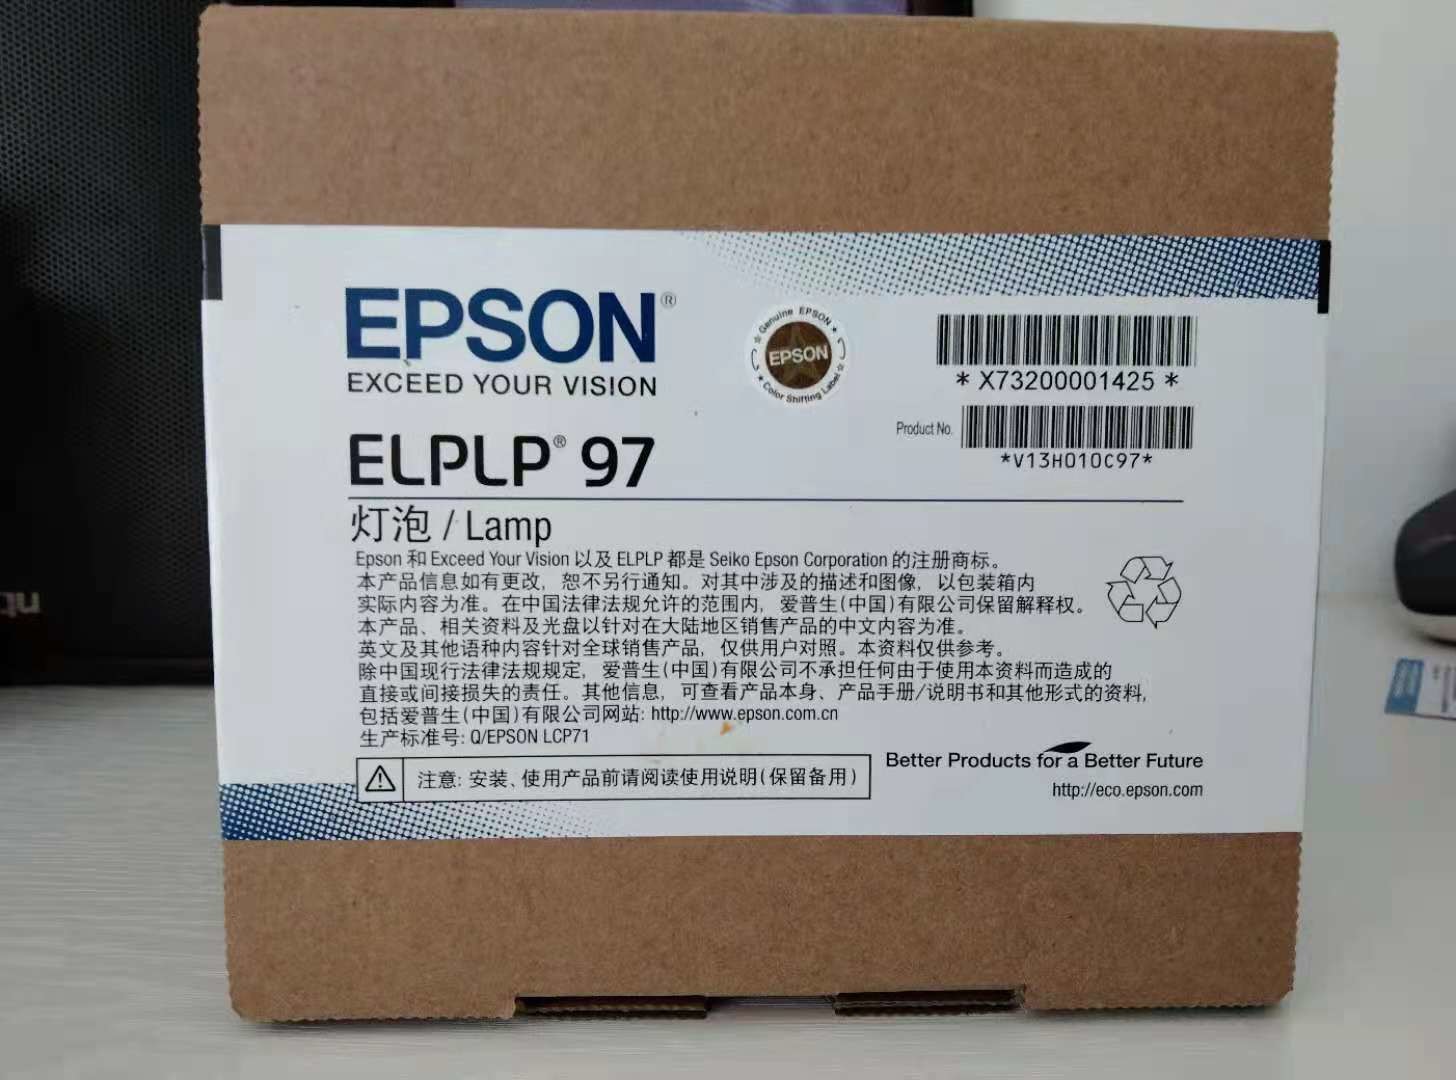 EPSON®
EXCEED YOUR VISION
Genuine EPSON
EPSON
Color Shifting Label
* X73200001425 *
Product No.
*V13H010C97*
ELPLP® 97
灯泡 / Lamp
Epson 和 Exceed Your Vision 以及 ELPLP 都是 Seiko Epson Corporation 的注册商标。
本产品信息如有更改，恕不另行通知。对其中涉及的描述和图像，以包装箱内
实际内容为准。在中国法律法规允许的范围内，爱普生(中国)有限公司保留解释权。
本产品、相关资料及光盘以针对在大陆地区销售产品的中文内容为准。
英文及其他语种内容针对全球销售产品，仅供用户对照。本资料仅供参考。
除中国现行法律法规规定，爱普生(中国)有限公司不承担任何由于使用本资料而造成的
直接或间接损失的责任。其他信息，可查看产品本身、产品手册/说明书和其他形式的资料,
包括爱普生(中国)有限公司网站: http://www.epson.com.cn
生产标准号: Q/EPSON LCP71
注意: 安装、使用产品前请阅读使用说明(保留备用)
Better Products for a Better Future
http://eco.epson.com